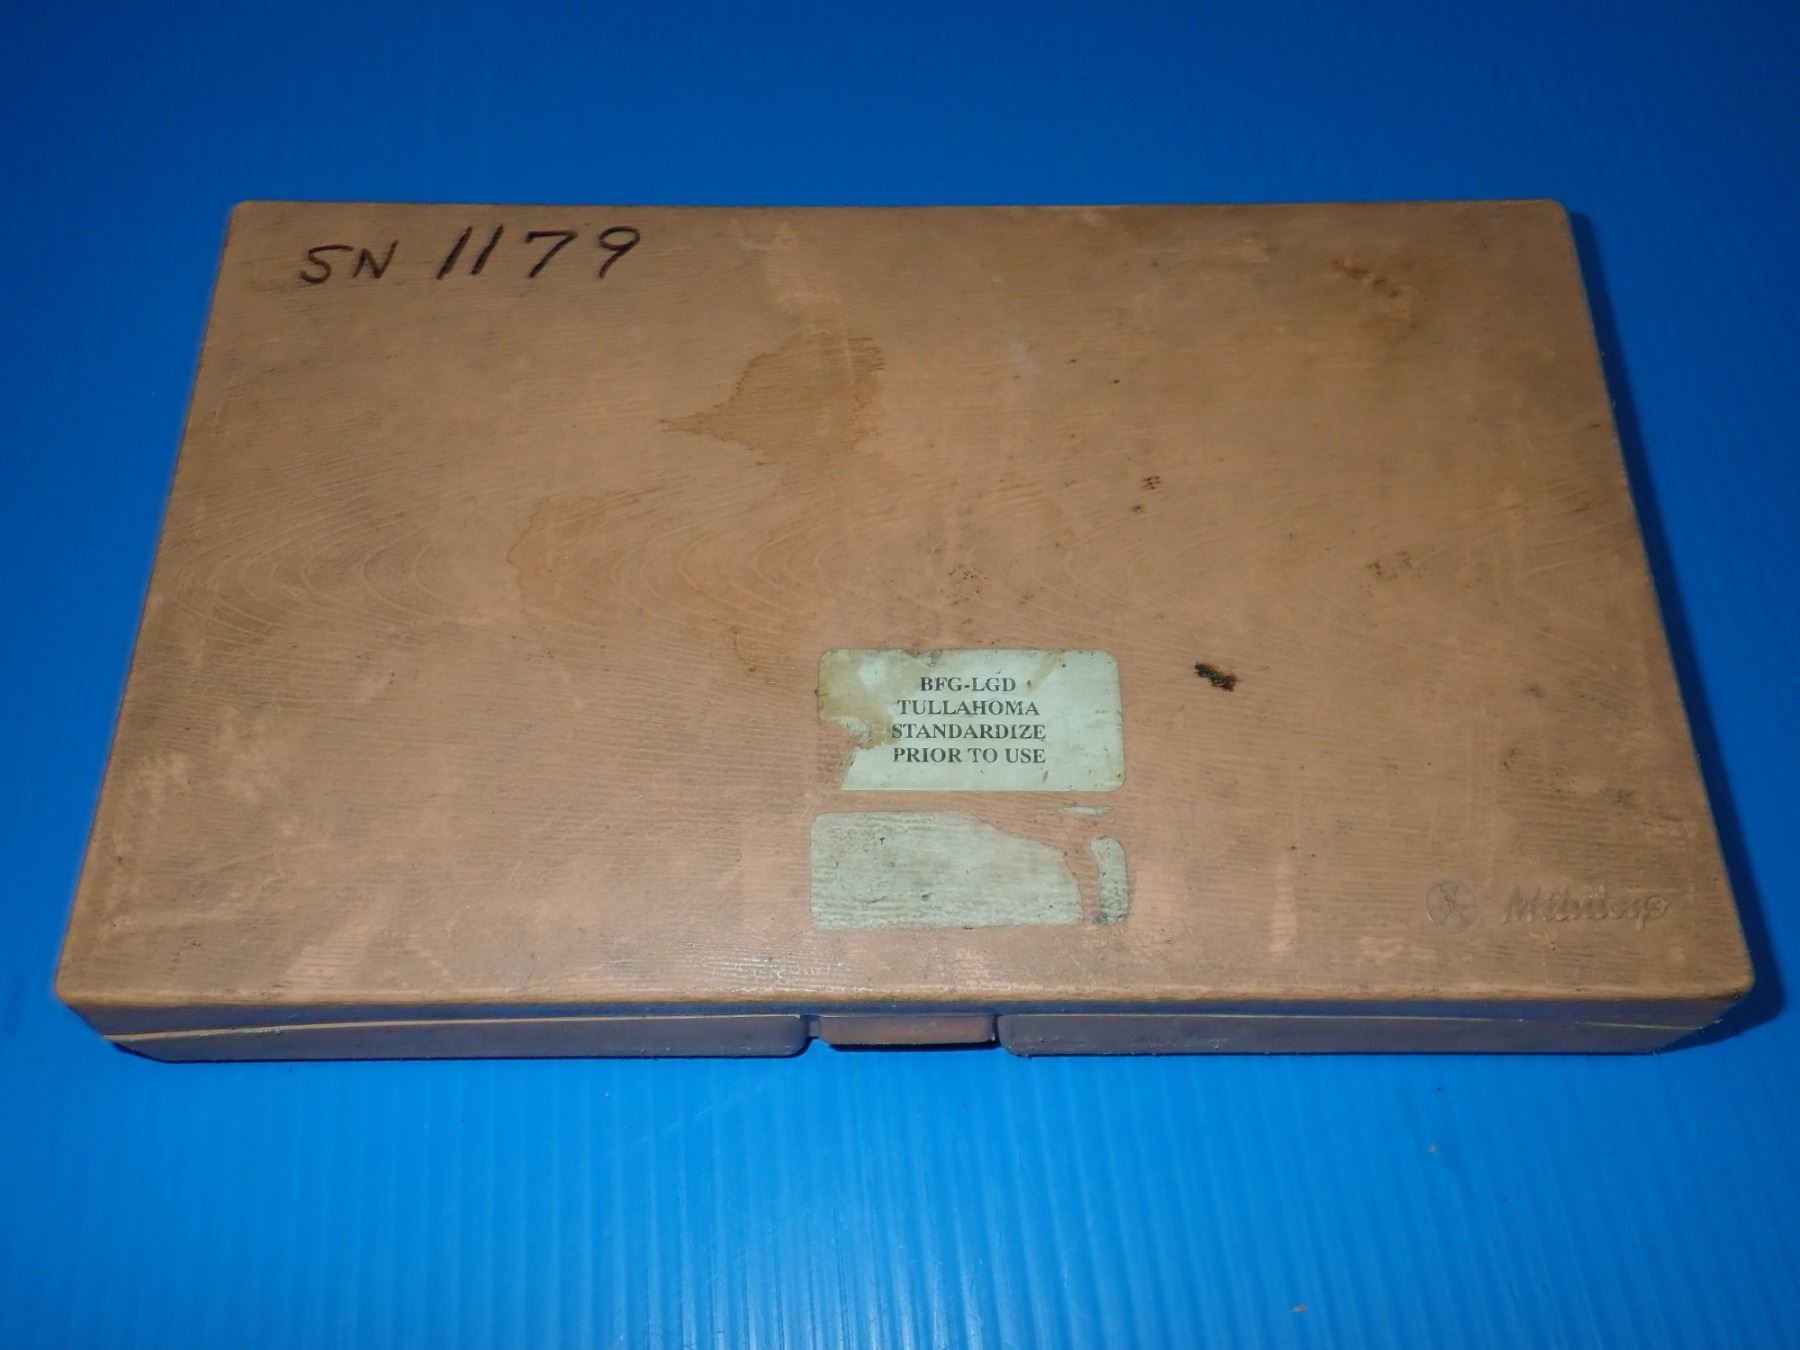 SN 1179
BFG-LGD
TULLAHOMA
STANDARDIZE
PRIOR TO USE
Mitutoyo